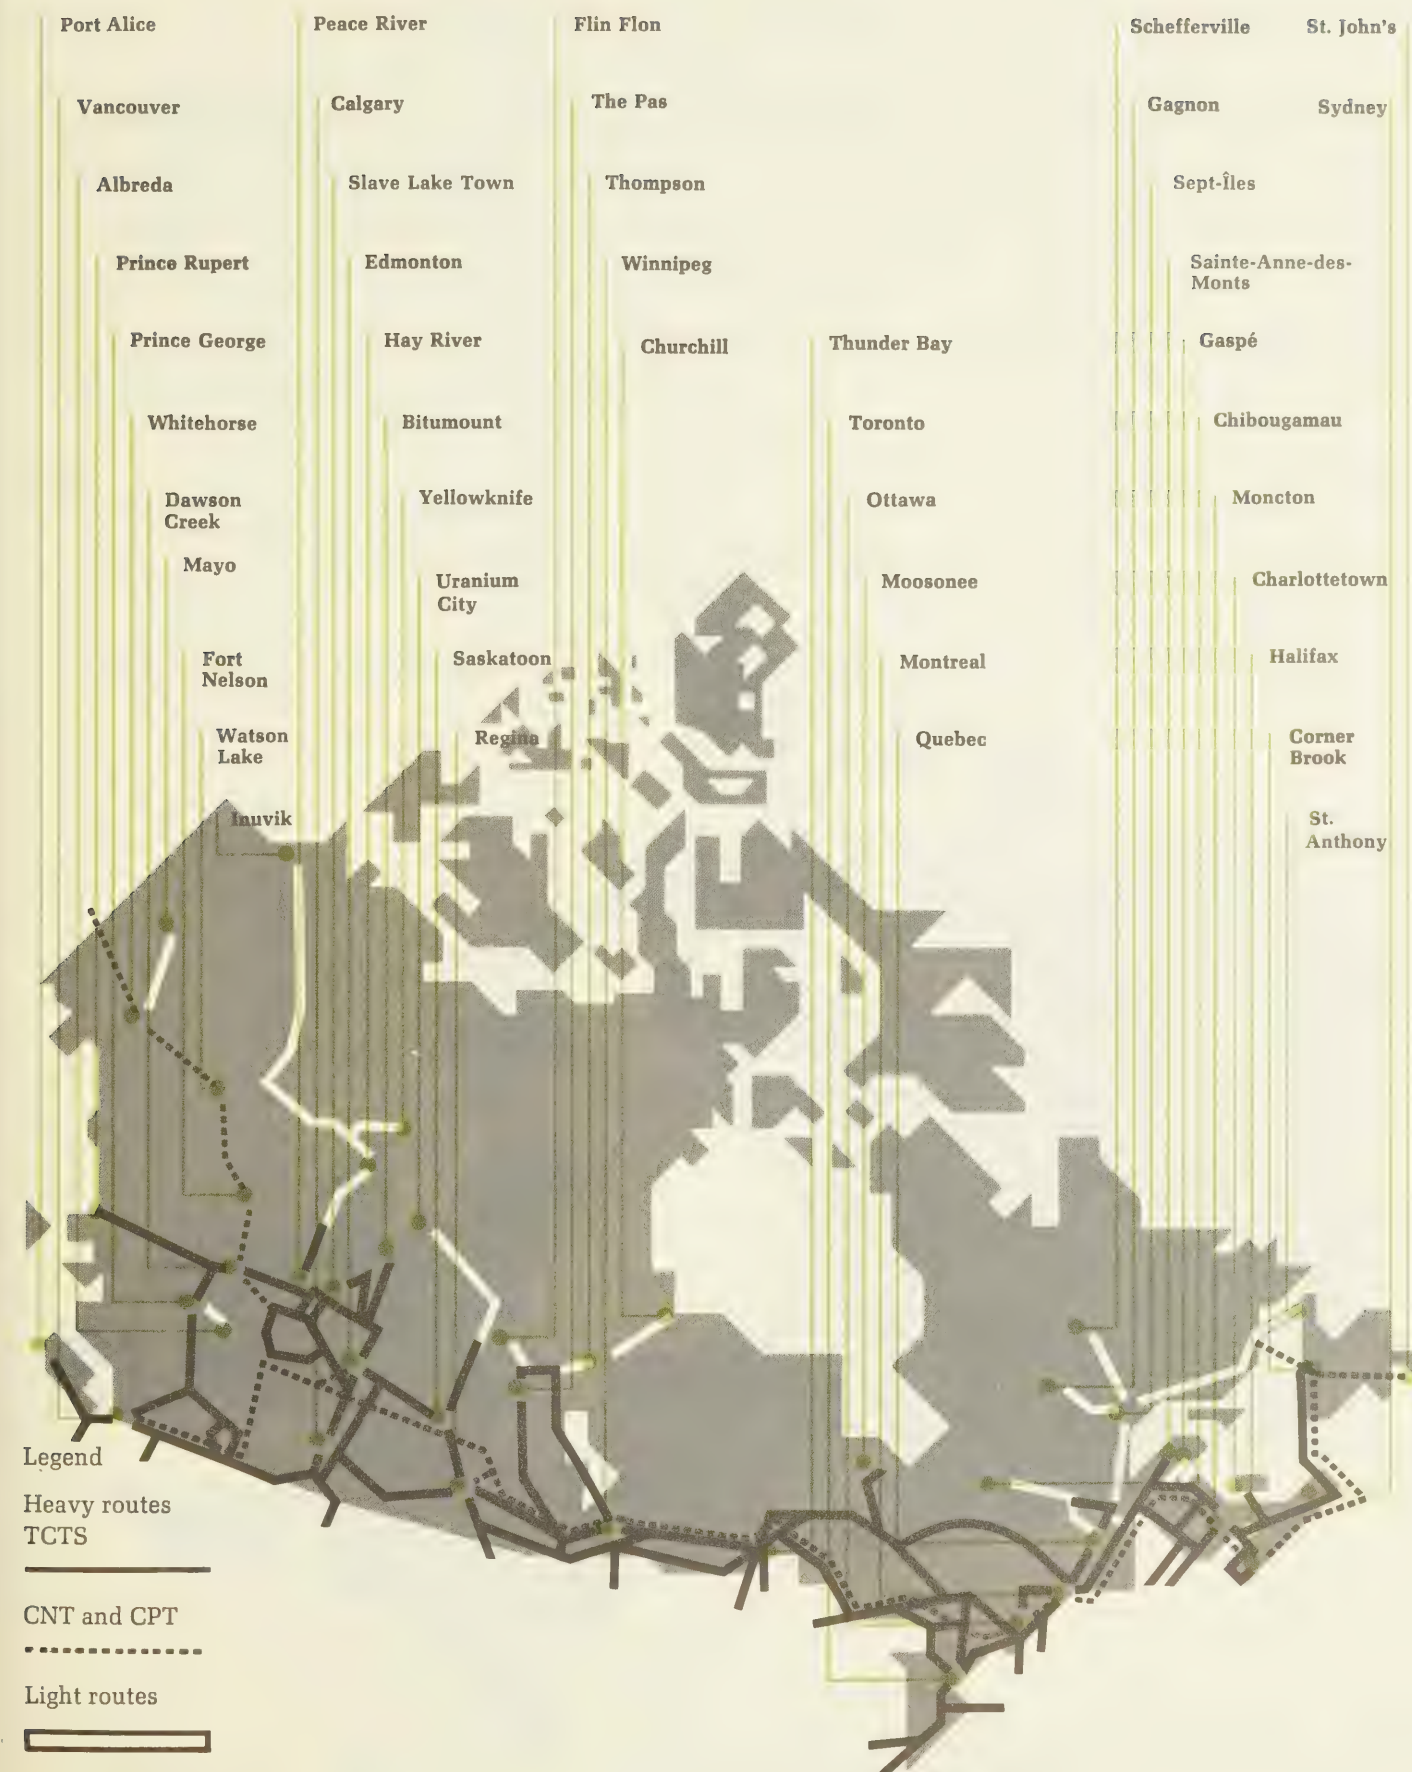 Port Alice
Vancouver
Albreda
Prince Rupert
Prince George
Whitehorse
Dawson
Creek
Mayo
Fort
Nelson
Watson
Lake
Inuvik
Peace River
Calgary
Slave Lake Town
Edmonton
Hay River
Bitumount
Yellowknife
Uranium
City
Saskatoon
Regina
Flin Flon
The Pas
Thompson
Winnipeg
Churchill
Thunder Bay
Toronto
Ottawa
Moosonee
Montreal
Quebec
Schefferville
Gagnon
Sept-Îles
Sainte-Anne-des-
Monts
Gaspé
Chibougamau
Moncton
Charlottetown
Halifax
Corner
Brook
St.
Anthony
St. John's
Sydney
Legend
Heavy routes
TCTS
CNT and CPT
Light routes